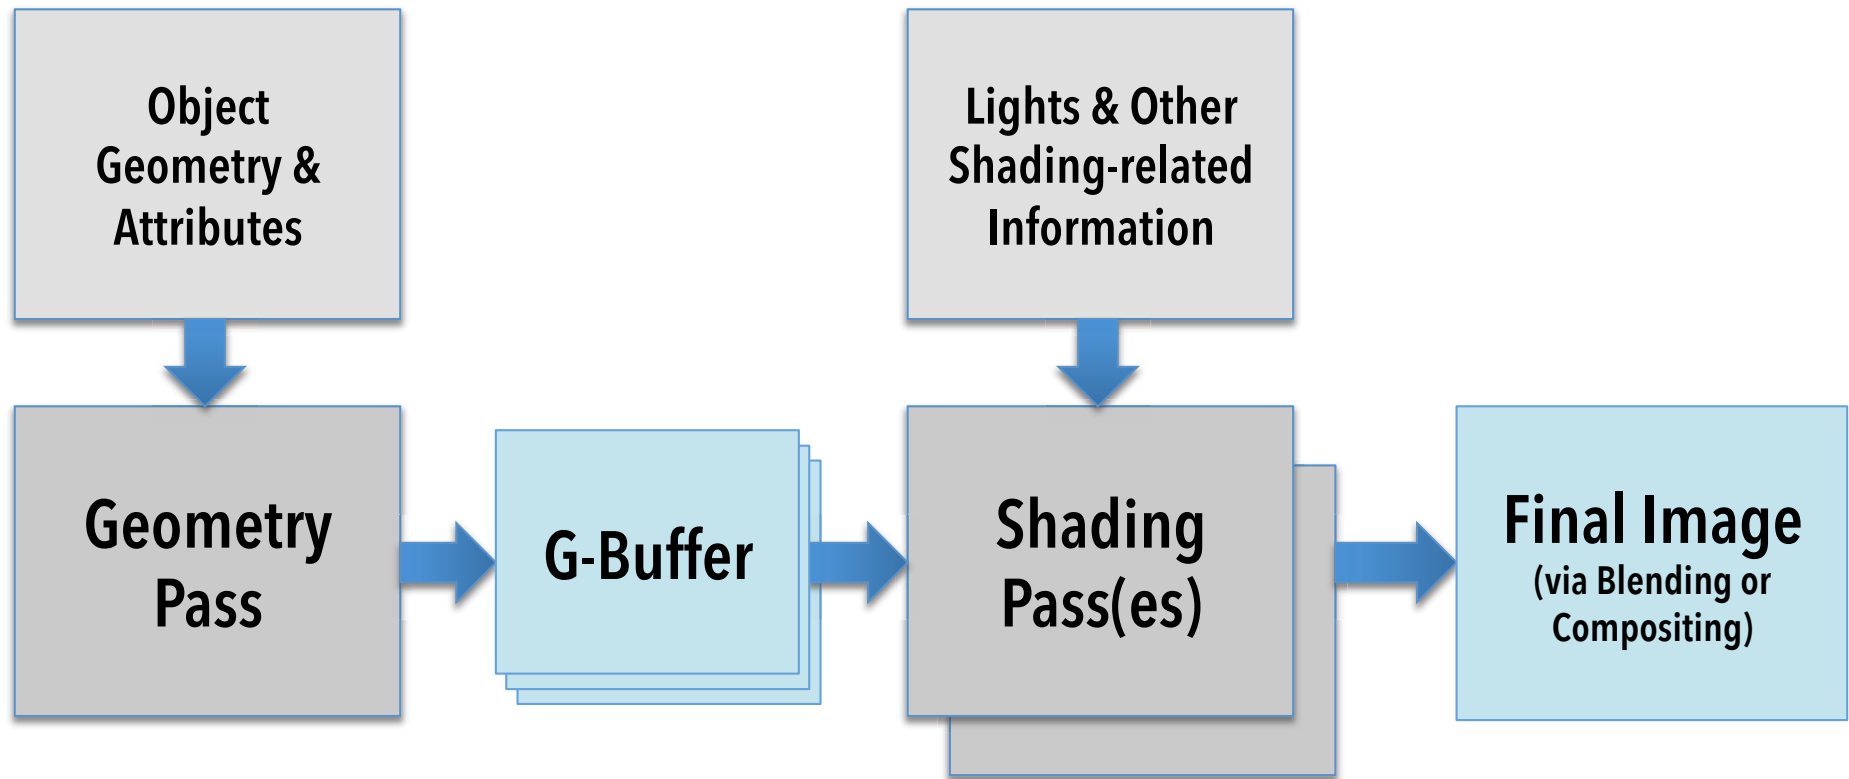 Object
Geometry &
Attributes
Lights & Other
Shading-related
Information
Geometry
Pass
G-Buffer
Shading
Pass(es)
Final Image
(via Blending or
Compositing)